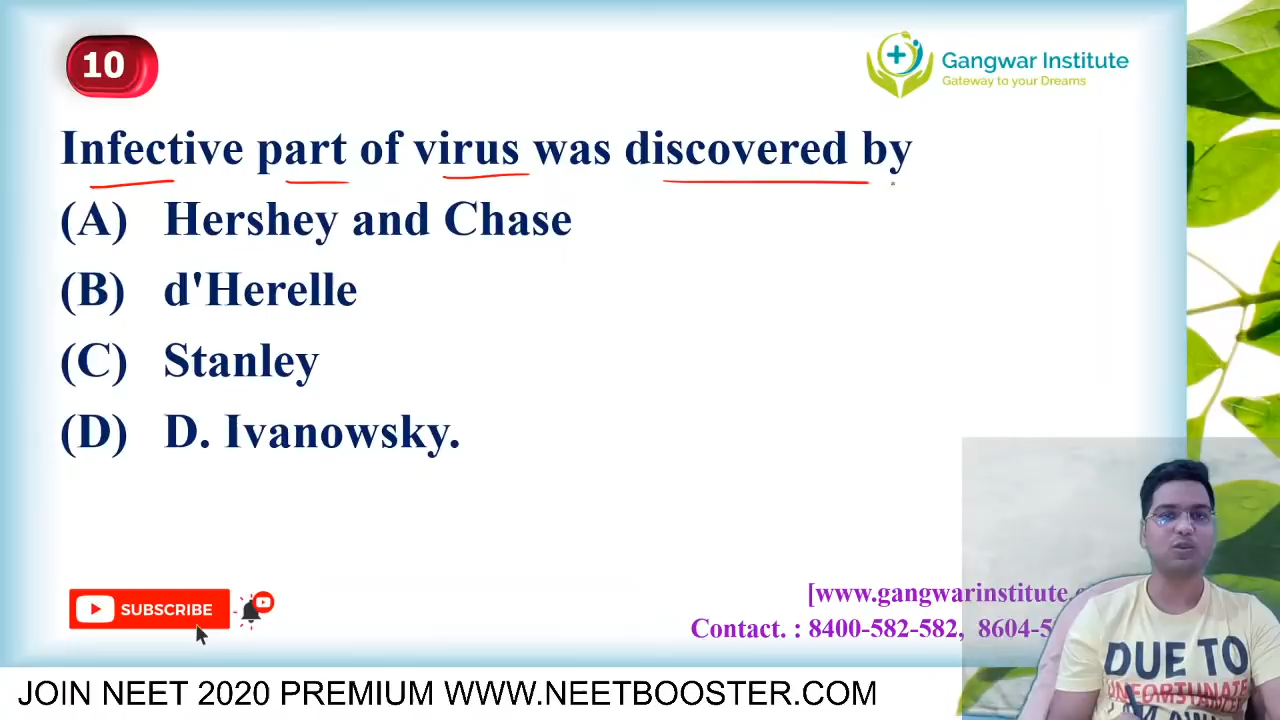 10
Gangwar Institute
Gateway to your Dreams
Infective part of virus was discovered by
(A) Hershey and Chase
(B) d'Herelle
(C) Stanley
(D) D. Ivanowsky.
SUBSCRIBE
[www.gangwarinstitute.
Contact. : 8400-582-582, 8604-5
DUE TO
UNFORTUNATE
JOIN NEET 2020 PREMIUM WWW.NEETBOOSTER.COM